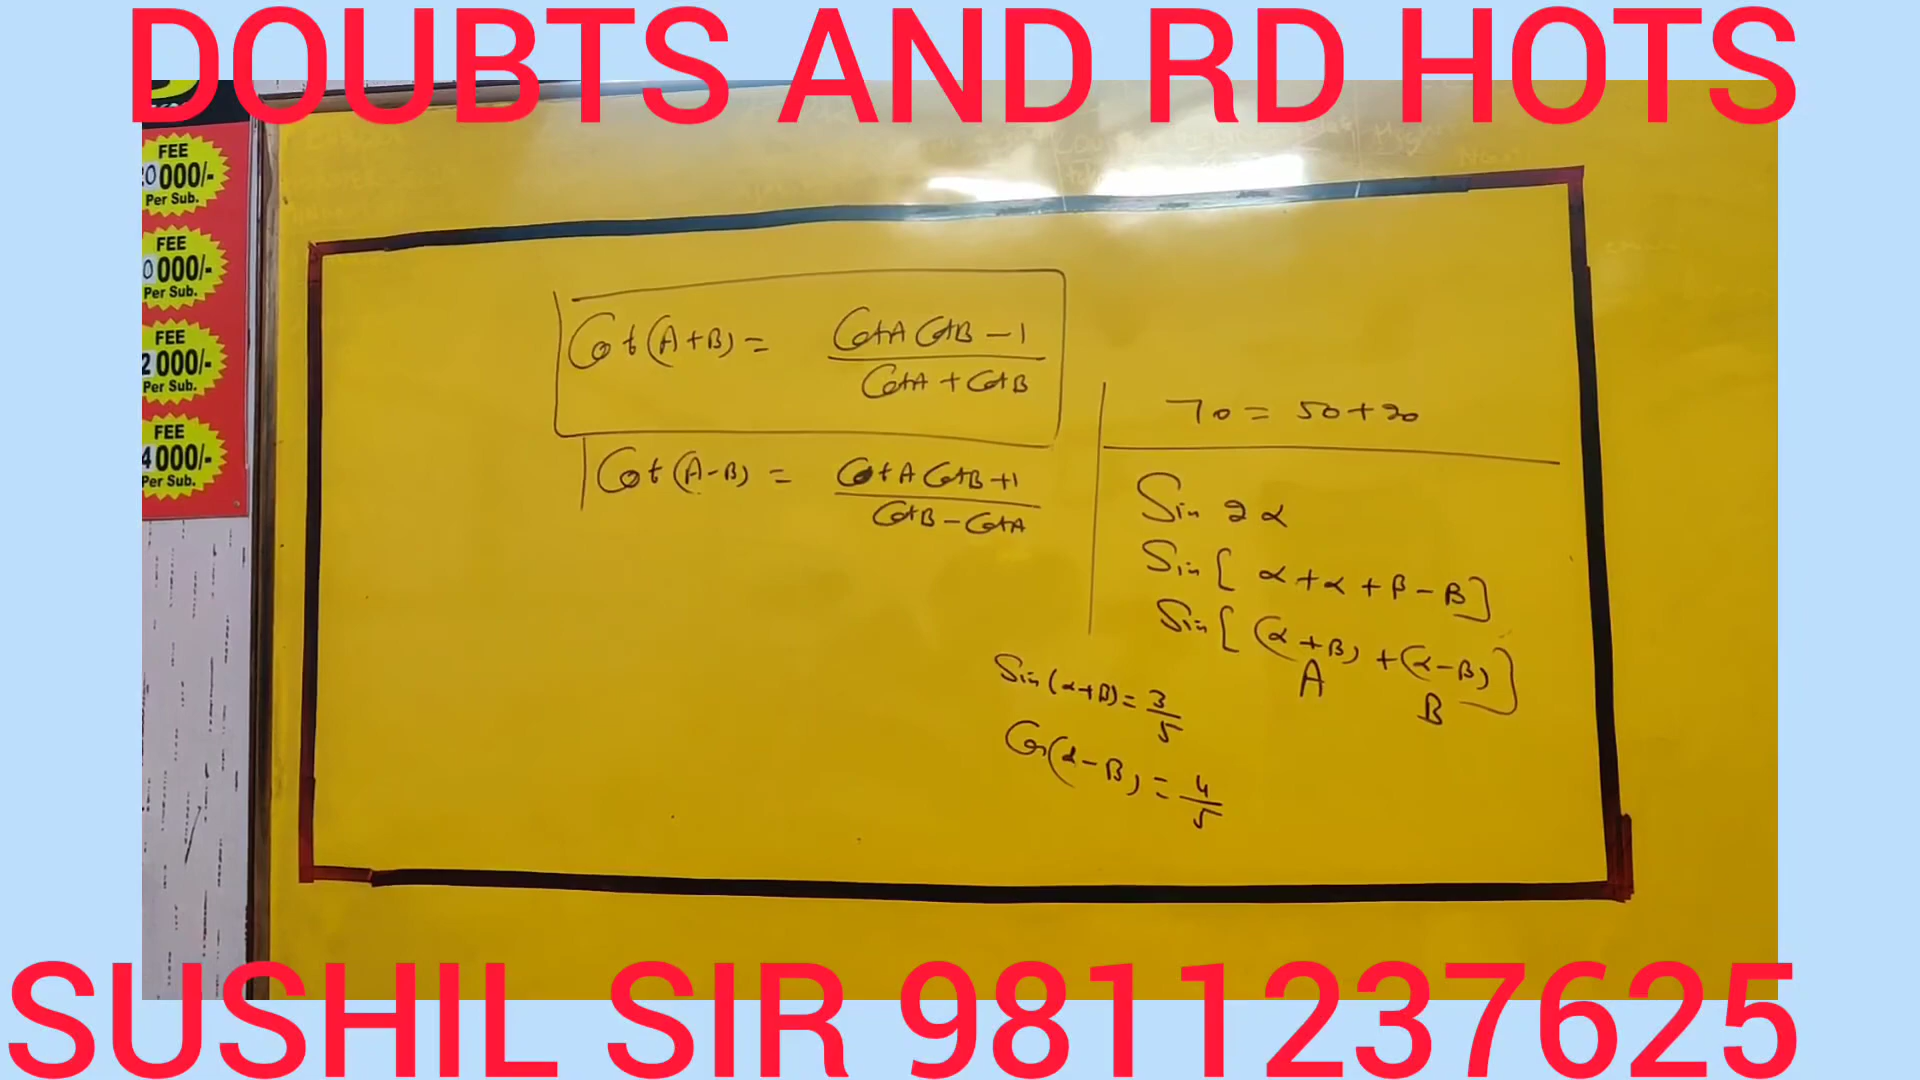 DOUBTS AND RD HOTS
FEE
0000/-
Per Sub.
FEE
0000/-
Per Sub.
FEE
2000/-
Per Sub.
FEE
4000/-
Per Sub.
Cot(A+B) = CotA CotB - 1 / CotA + CotB
Cot(A-B) = CotA CotB + 1 / CotB - CotA
70 = 50+20
Sin 2α
Sin[α+α+β-β]
Sin[(α+β)+(α-β)]
A B
Sin(α+β) = 3/5
Cos(α-β) = 4/5
SUSHIL SIR 9811237625